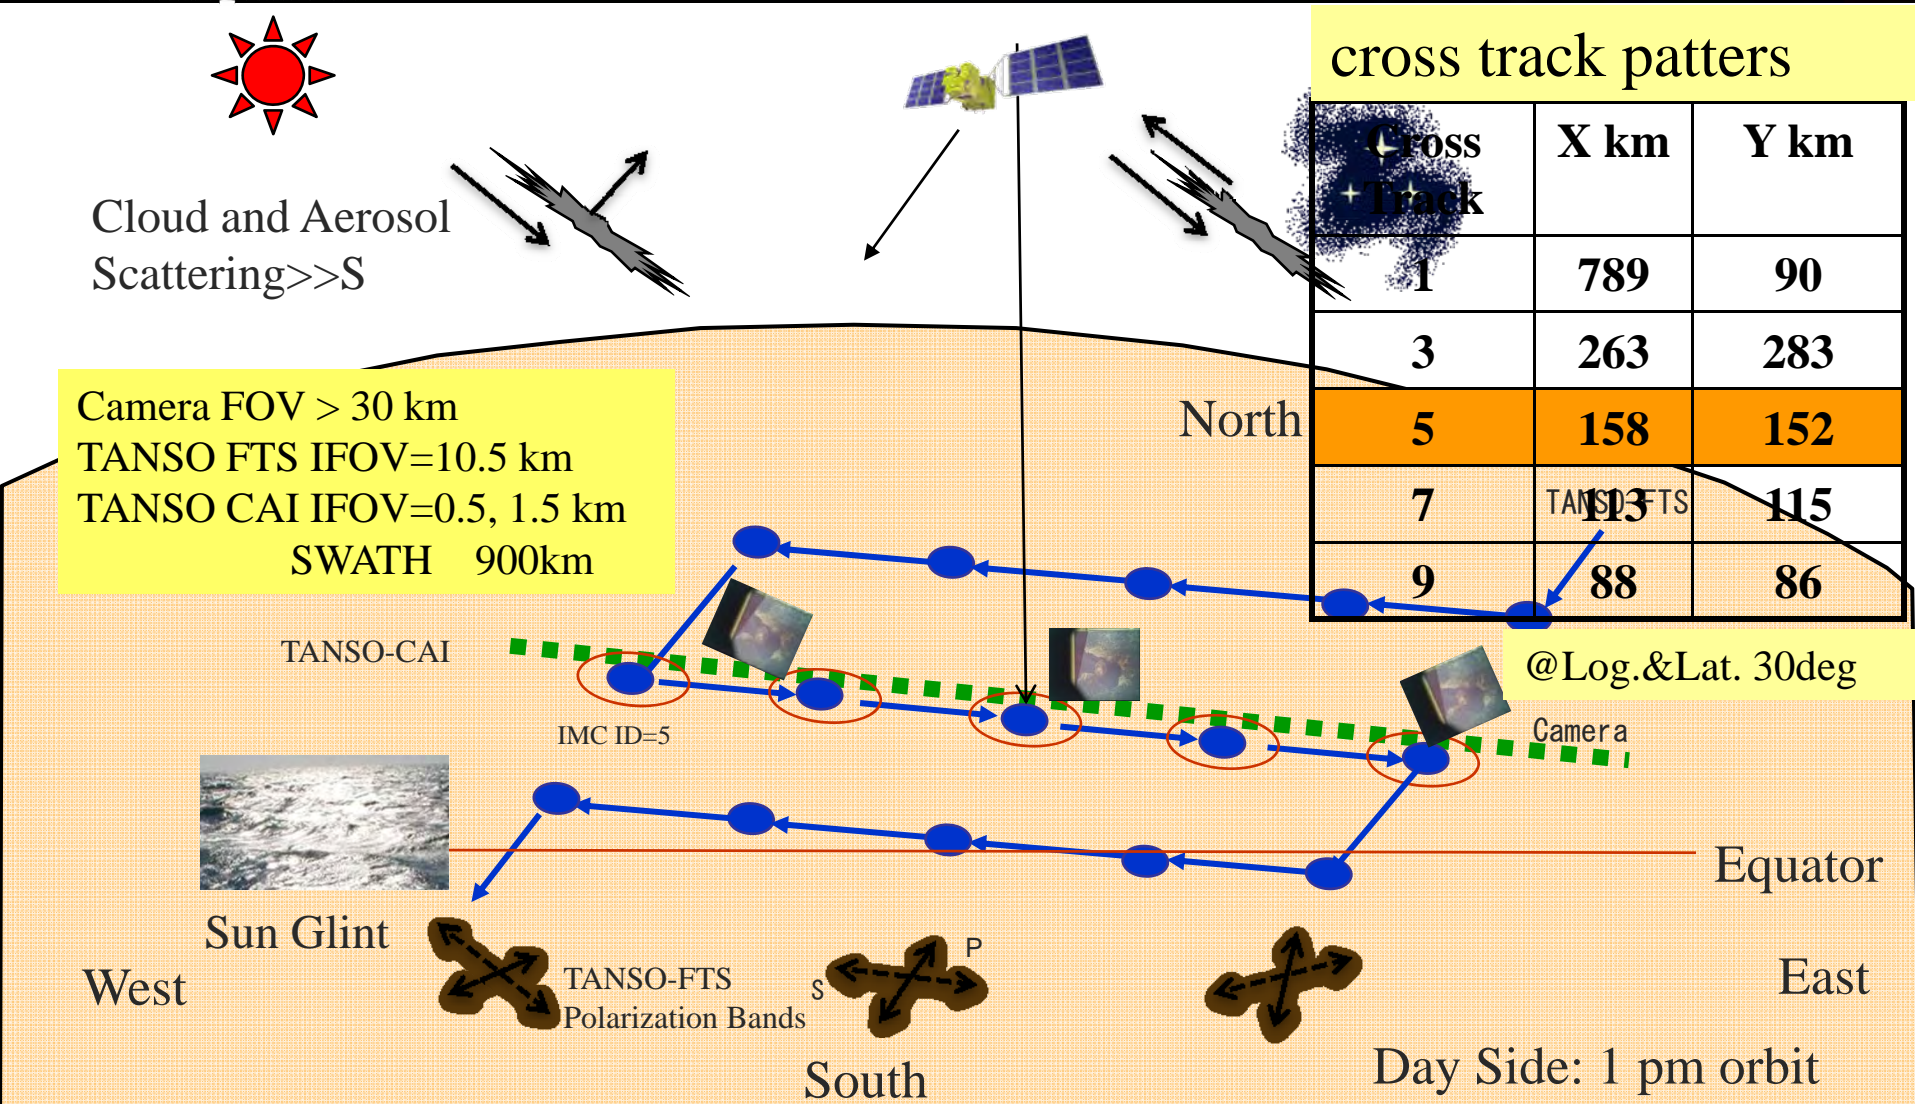 cross track patters
Cross Track X km Y km
1 789 90
3 263 283
5 158 152
7 113 115
9 88 86
@Log.&Lat. 30deg
Cloud and Aerosol
Scattering>>S
Camera FOV > 30 km
TANSO FTS IFOV=10.5 km
TANSO CAI IFOV=0.5, 1.5 km
SWATH 900km
North
TANSO-FTS
TANSO-CAI
IMC ID=5
Camera
Equator
Sun Glint
West
TANSO-FTS
Polarization Bands
S
P
East
South
Day Side: 1 pm orbit